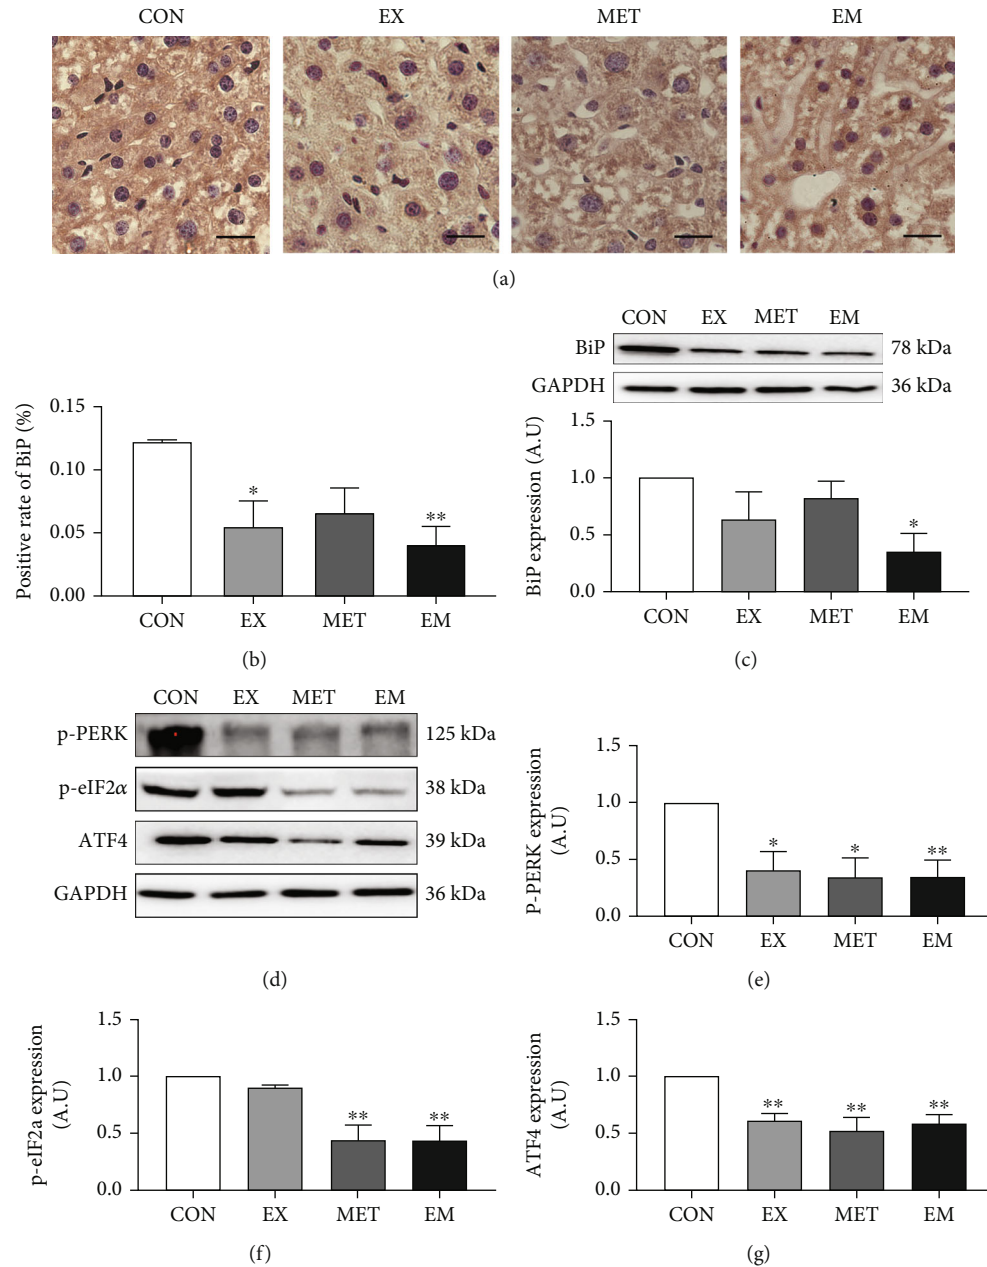 CON EX MET EM
(a)
CON EX MET EM
BiP 78 kDa
GAPDH 36 kDa
Positive rate of BiP (%)
0.15
0.10
0.05
0.00
* **
CON EX MET EM
(b)
BiP expression (A.U)
1.5
1.0
0.5
0.0
*
CON EX MET EM
(c)
CON EX MET EM
p-PERK 125 kDa
p-eIF2α 38 kDa
ATF4 39 kDa
GAPDH 36 kDa
(d)
P-PERK expression
(A.U)
1.5
1.0
0.5
0.0
* * **
CON EX MET EM
(e)
p-eIF2a expression
(A.U)
1.5
1.0
0.5
0.0
** **
CON EX MET EM
(f)
ATF4 expression
(A.U)
1.5
1.0
0.5
0.0
** ** **
CON EX MET EM
(g)